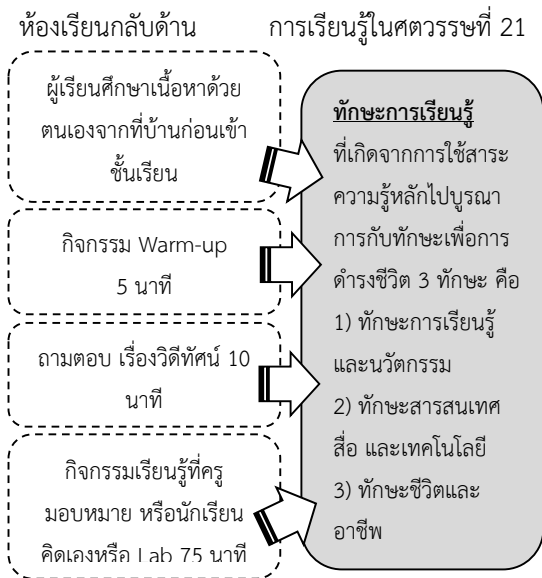 ห้องเรียนกลับด้าน
การเรียนรู้ในศตวรรษที่ 21
ผู้เรียนศึกษาเนื้อหาด้วย
ตนเองจากที่บ้านก่อนเข้า
ชั้นเรียน
กิจกรรม Warm-up
5 นาที
ถามตอบ เรื่องวิดีทัศน์ 10
นาที
กิจกรรมเรียนรู้ที่ครู
มอบหมาย หรือนักเรียน
คิดเองหรือ Lab 75 นาที
ทักษะการเรียนรู้
ที่เกิดจากการใช้สาระ
ความรู้หลักไปบูรณา
การกับทักษะเพื่อการ
ดำรงชีวิต 3 ทักษะ คือ
1) ทักษะการเรียนรู้
และนวัตกรรม
2) ทักษะสารสนเทศ
สื่อ และเทคโนโลยี
3) ทักษะชีวิตและ
อาชีพ